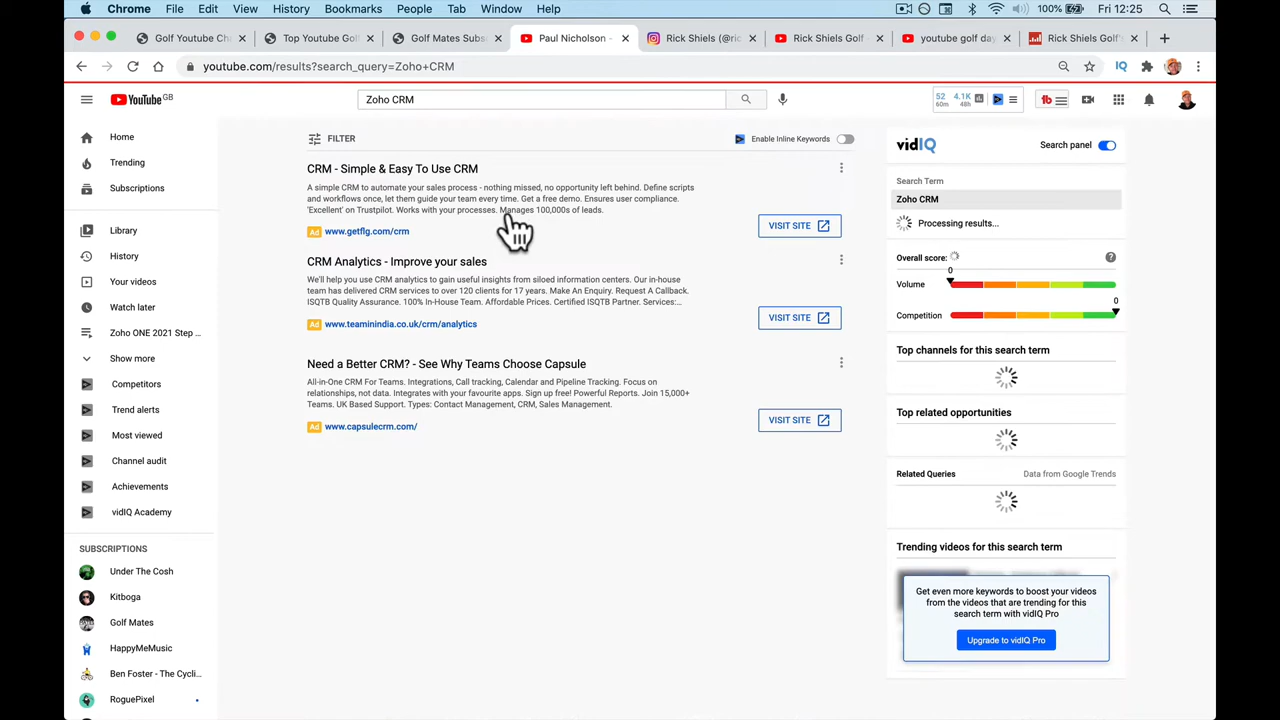 Chrome File Edit View History Bookmarks People Tab Window Help 100% Fri 12:25
Golf Youtube Cha Top Youtube Gol Golf Mates Subs Paul Nicholson - Rick Shiels (@ric Rick Shiels Golf youtube golf day Rick Shiels Golf's
youtube.com/results?search_query=Zoho+CRM IQ
YouTube GB Zoho CRM 52 60m 4.1K 48h tb
Home
Trending
Subscriptions
Library
History
Your videos
Watch later
Zoho ONE 2021 Step ...
Show more
Competitors
Trend alerts
Most viewed
Channel audit
Achievements
vidIQ Academy
SUBSCRIPTIONS
Under The Cosh
Kitboga
Golf Mates
HappyMeMusic
Ben Foster - The Cycli...
RoguePixel
FILTER Enable Inline Keywords
CRM - Simple & Easy To Use CRM
A simple CRM to automate your sales process - nothing missed, no opportunity left behind. Define scripts
and workflows once, let them guide your team every time. Get a free demo. Ensures user compliance.
'Excellent' on Trustpilot. Works with your processes. Manages 100,000s of leads.
Ad www.getflg.com/crm
VISIT SITE
CRM Analytics - Improve your sales
We'll help you use CRM analytics to gain useful insights from siloed information centers. Our in-house
team has delivered CRM services to over 120 clients for 17 years. Make An Enquiry. Request A Callback.
ISQTB Quality Assurance. 100% In-House Team. Affordable Prices. Certified ISQTB Partner. Services:...
Ad www.teaminindia.co.uk/crm/analytics
VISIT SITE
Need a Better CRM? - See Why Teams Choose Capsule
All-in-One CRM For Teams. Integrations, Call tracking, Calendar and Pipeline Tracking. Focus on
relationships, not data. Integrates with your favourite apps. Sign up free! Powerful Reports. Join 15,000+
Teams. UK Based Support. Types: Contact Management, CRM, Sales Management.
Ad www.capsulecrm.com/
VISIT SITE
vidIQ Search panel
Search Term
Zoho CRM
Processing results...
Overall score: ?
0
Volume
0
Competition
Top channels for this search term
Top related opportunities
Related Queries Data from Google Trends
Trending videos for this search term
Get even more keywords to boost your videos
from the videos that are trending for this
search term with vidIQ Pro
Upgrade to vidIQ Pro